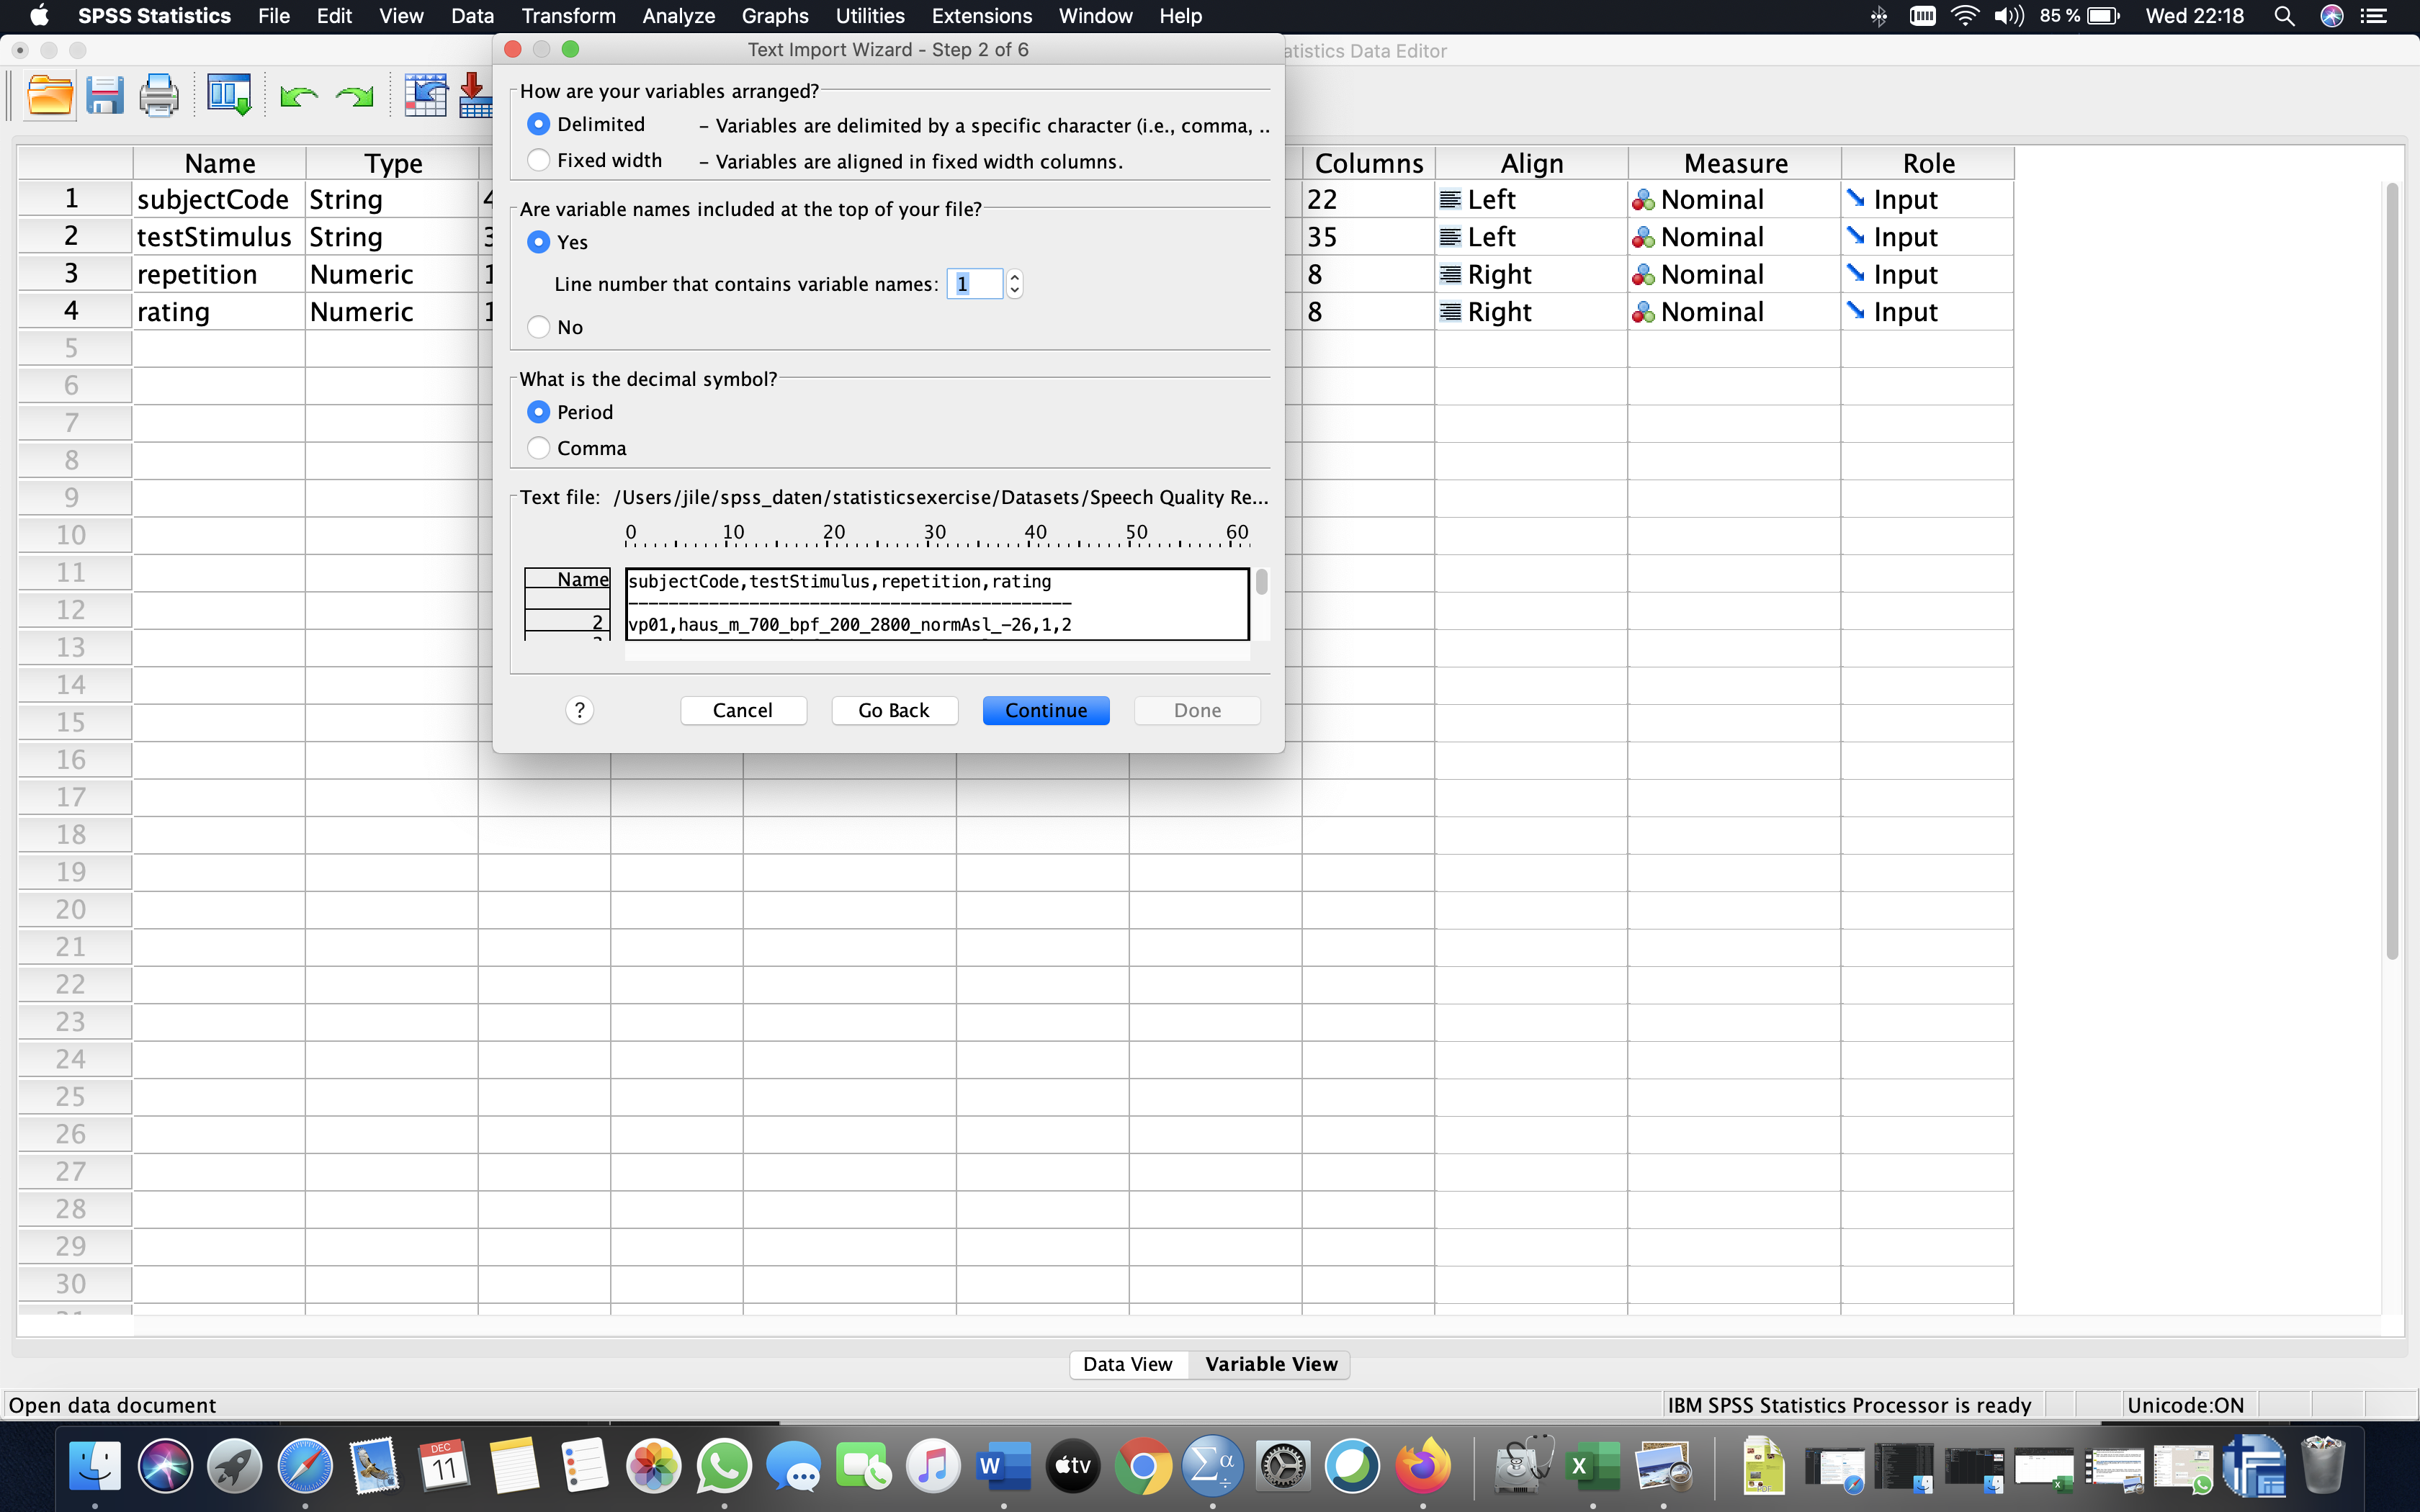 SPSS Statistics File Edit View Data Transform Analyze Graphs Utilities Extensions Window Help 85 % Wed 22:18
Text Import Wizard - Step 2 of 6
atistics Data Editor
How are your variables arranged?
Delimited – Variables are delimited by a specific character (i.e., comma, ..
Fixed width – Variables are aligned in fixed width columns.
Are variable names included at the top of your file?
Yes
Line number that contains variable names: 1
No
What is the decimal symbol?
Period
Comma
Text file: /Users/jile/spss_daten/statisticsexercise/Datasets/Speech Quality Re...
0 10 20 30 40 50 60
Name subjectCode,testStimulus,repetition,rating
2 vp01,haus_m_700_bpf_200_2800_normAsl_-26,1,2
? Cancel Go Back Continue Done
Name Type Columns Align Measure Role
1 subjectCode String 22 Left Nominal Input
2 testStimulus String 35 Left Nominal Input
3 repetition Numeric 8 Right Nominal Input
4 rating Numeric 8 Right Nominal Input
5
6
7
8
9
10
11
12
13
14
15
16
17
18
19
20
21
22
23
24
25
26
27
28
29
30
Data View Variable View
Open data document IBM SPSS Statistics Processor is ready Unicode:ON
DEC
11
W
tv
Σα
X
PDF